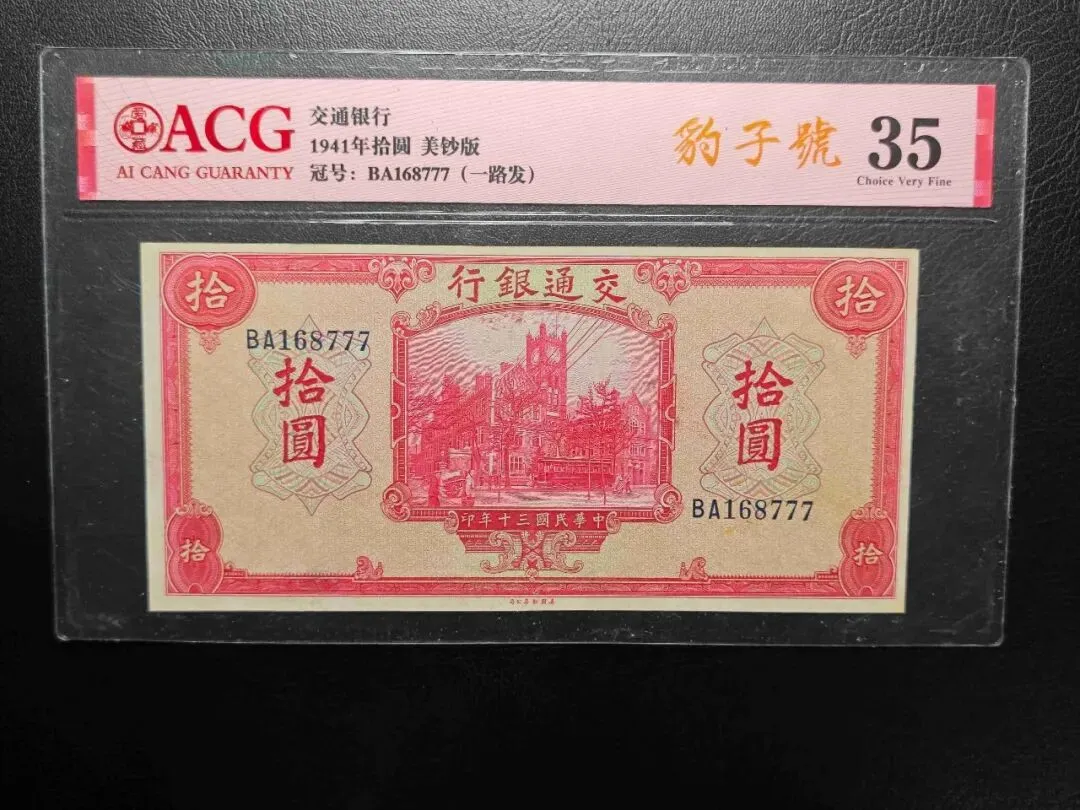 ACG
AI CANG GUARANTY
交通银行
1941年拾圆 美钞版
冠号：BA168777（一路发）
豹子號
35
Choice Very Fine
拾
行銀通交
拾
BA168777
拾圓
拾圓
BA168777
印年十三國民華中
拾
拾